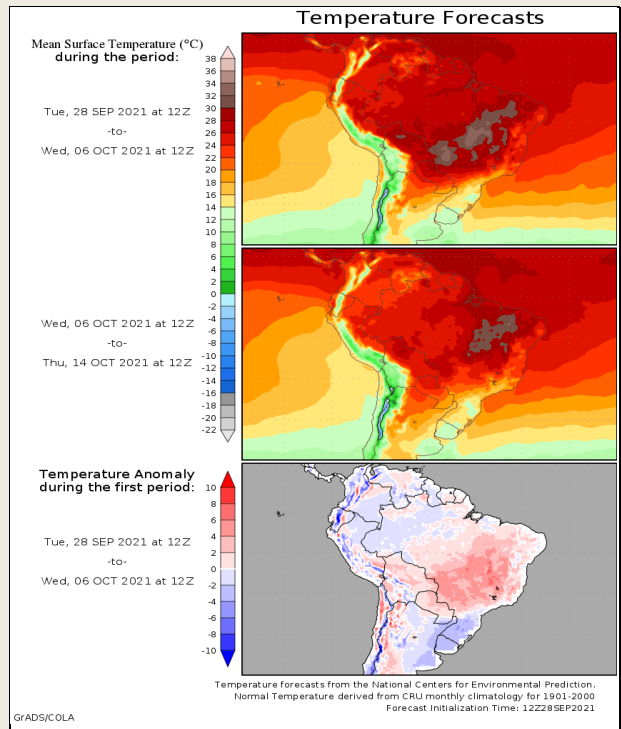 Temperature Forecasts
Mean Surface Temperature (°C)
during the period:
38
36
34
32
30
28
26
24
22
20
18
16
14
12
10
8
6
4
2
0
-2
-4
-6
-8
-10
-12
-14
-16
-18
-20
-22
Tue, 28 SEP 2021 at 12Z
-to-
Wed, 06 OCT 2021 at 12Z
Wed, 06 OCT 2021 at 12Z
-to-
Thu, 14 OCT 2021 at 12Z
Temperature Anomaly
during the first period:
10
8
6
4
2
0
-2
-4
-6
-8
-10
Tue, 28 SEP 2021 at 12Z
-to-
Wed, 06 OCT 2021 at 12Z
Temperature forecasts from the National Centers for Environmental Prediction.
Normal Temperature derived from CRU monthly climatology for 1901-2000
Forecast Initialization Time: 12Z28SEP2021
GrADS/COLA